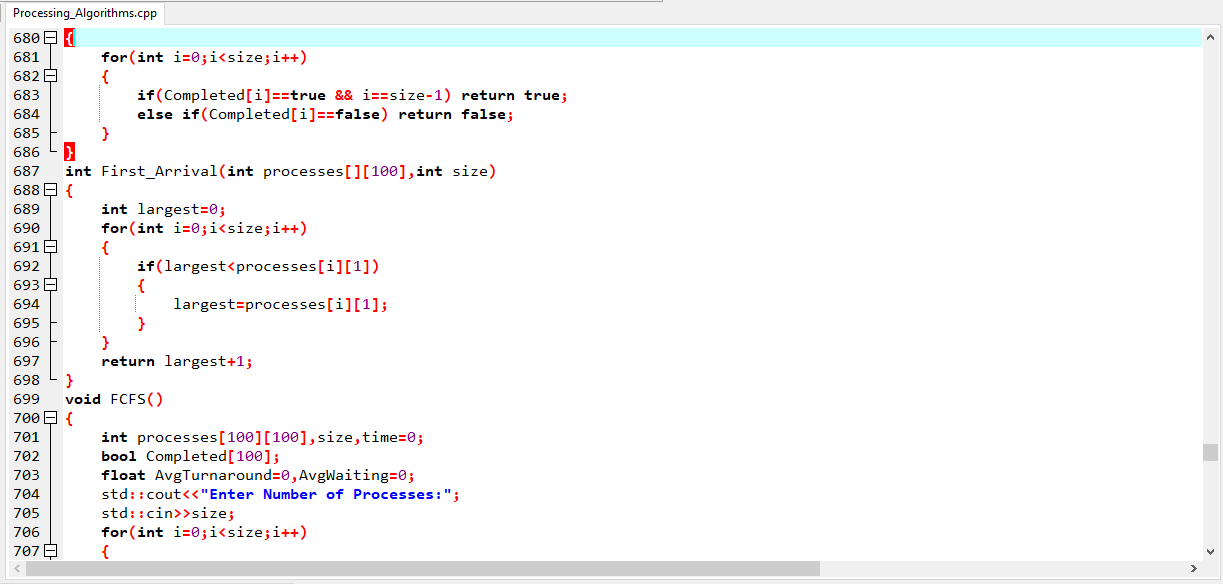 Processing_Algorithms.cpp
680 {
681     for(int i=0;i<size;i++)
682     {
683         if(Completed[i]==true && i==size-1) return true;
684         else if(Completed[i]==false) return false;
685     }
686 }
687 int First_Arrival(int processes[][100],int size)
688 {
689     int largest=0;
690     for(int i=0;i<size;i++)
691     {
692         if(largest<processes[i][1])
693         {
694             largest=processes[i][1];
695         }
696     }
697     return largest+1;
698 }
699 void FCFS()
700 {
701     int processes[100][100],size,time=0;
702     bool Completed[100];
703     float AvgTurnaround=0,AvgWaiting=0;
704     std::cout<<"Enter Number of Processes:";
705     std::cin>>size;
706     for(int i=0;i<size;i++)
707     {